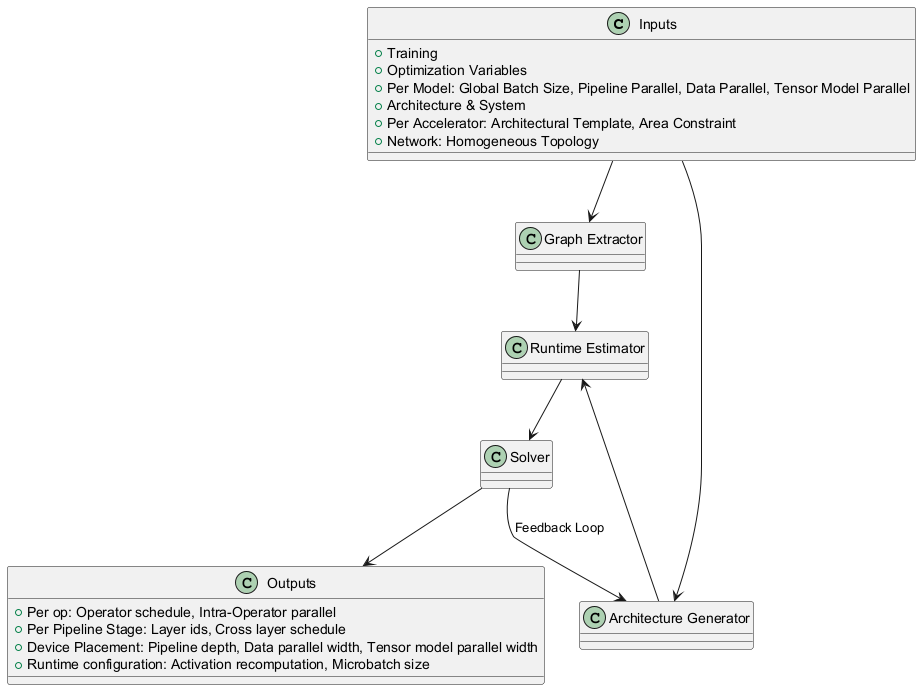 C Inputs
Training
Optimization Variables
Per Model: Global Batch Size, Pipeline Parallel, Data Parallel, Tensor Model Parallel
Architecture & System
Per Accelerator: Architectural Template, Area Constraint
Network: Homogeneous Topology
C Graph Extractor
C Runtime Estimator
C Solver
Feedback Loop
C Outputs
Per op: Operator schedule, Intra-Operator parallel
Per Pipeline Stage: Layer ids, Cross layer schedule
Device Placement: Pipeline depth, Data parallel width, Tensor model parallel width
Runtime configuration: Activation recomputation, Microbatch size
C Architecture Generator